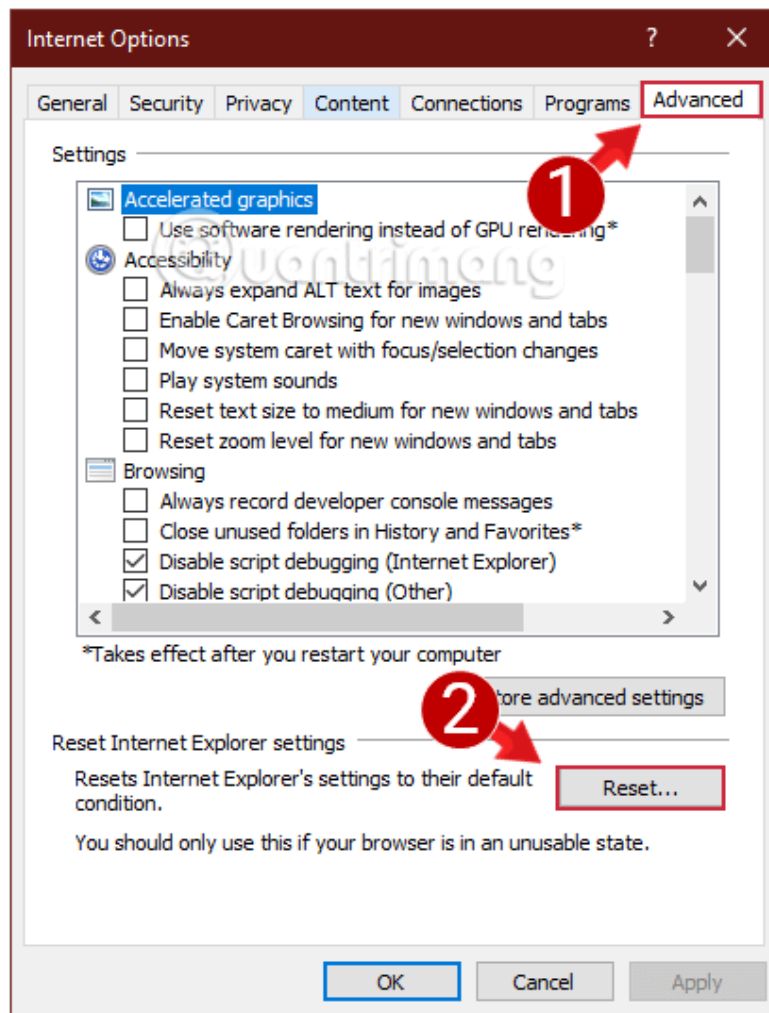 Internet Options ?
General Security Privacy Content Connections Programs Advanced
1
Settings
Accelerated graphics
Use software rendering instead of GPU rendering*
Accessibility
uantrimang
Always expand ALT text for images
Enable Caret Browsing for new windows and tabs
Move system caret with focus/selection changes
Play system sounds
Reset text size to medium for new windows and tabs
Reset zoom level for new windows and tabs
Browsing
Always record developer console messages
Close unused folders in History and Favorites*
Disable script debugging (Internet Explorer)
Disable script debugging (Other)
*Takes effect after you restart your computer
2
tore advanced settings
Reset Internet Explorer settings
Resets Internet Explorer's settings to their default
condition.
Reset...
You should only use this if your browser is in an unusable state.
OK Cancel Apply